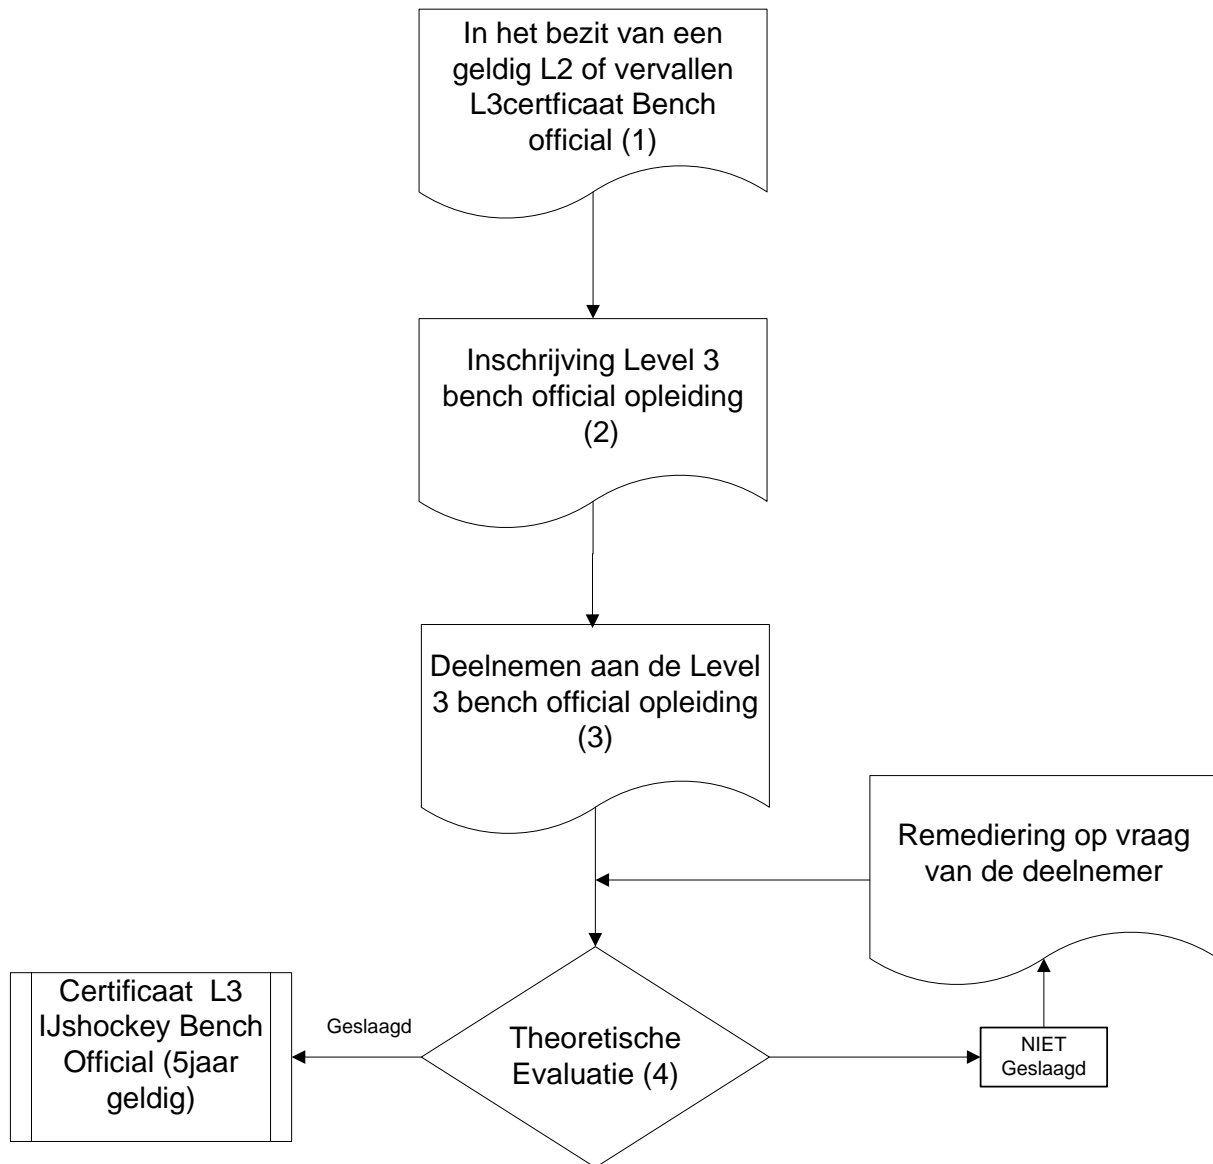 In het bezit van een
geldig L2 of vervallen
L3certficaat Bench
official (1)
Inschrijving Level 3
bench official opleiding
(2)
Deelnemen aan de Level
3 bench official opleiding
(3)
Remediering op vraag
van de deelnemer
Theoretische
Evaluatie (4)
Geslaagd
NIET
Geslaagd
Certificaat  L3
IJshockey Bench
Official (5jaar
geldig)